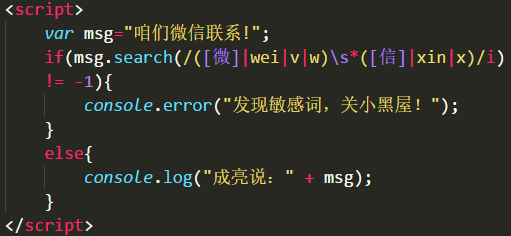 <script>
var msg="咱们微信联系!";
if(msg.search(/([微]|wei|v|w)\s*([信]|xin|x)/i)
!= -1){
console.error("发现敏感词，关小黑屋！");
}
else{
console.log("成亮说：" + msg);
}
</script>